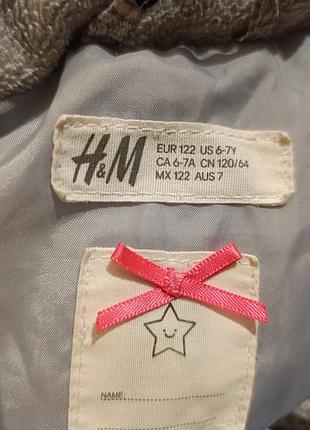 H&M
EUR 122 US 6-7Y
CA 6-7A CN 120/64
MX 122 AUS 7
NAME: